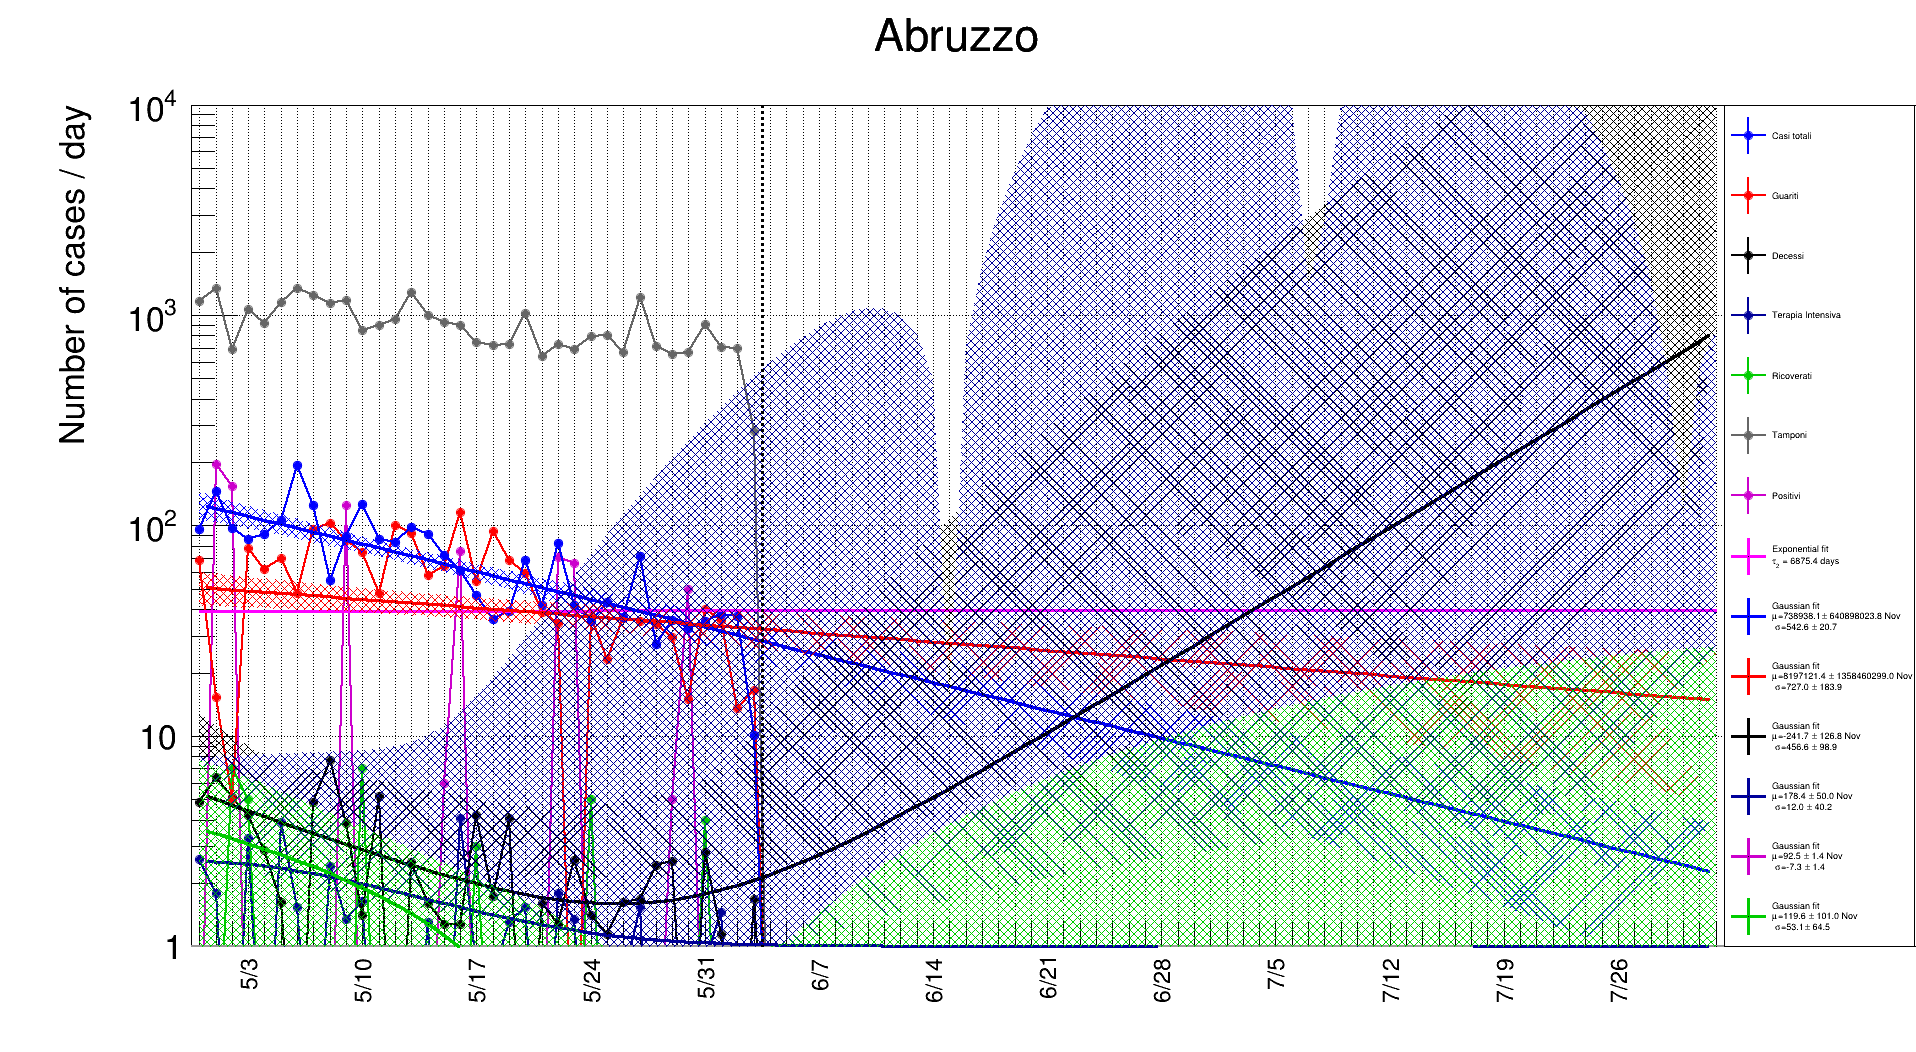 Abruzzo
Number of cases / day
10^4
10^3
10^2
10
1
5/3
5/10
5/17
5/24
5/31
6/7
6/14
6/21
6/28
7/5
7/12
7/19
7/26
Casi totali
Guariti
Decessi
Terapia Intensiva
Ricoverati
Tamponi
Positivi
Exponential fit
τ_2 = 6875.4 days
Gaussian fit
μ=738938.1 ± 640898023.8 Nov
σ=542.6 ± 20.7
Gaussian fit
μ=8197121.4 ± 1358460299.0 Nov
σ=727.0 ± 183.9
Gaussian fit
μ=-241.7 ± 126.8 Nov
σ=456.6 ± 98.9
Gaussian fit
μ=178.4 ± 50.0 Nov
σ=12.0 ± 40.2
Gaussian fit
μ=92.5 ± 1.4 Nov
σ=-7.3 ± 1.4
Gaussian fit
μ=119.6 ± 101.0 Nov
σ=53.1 ± 64.5